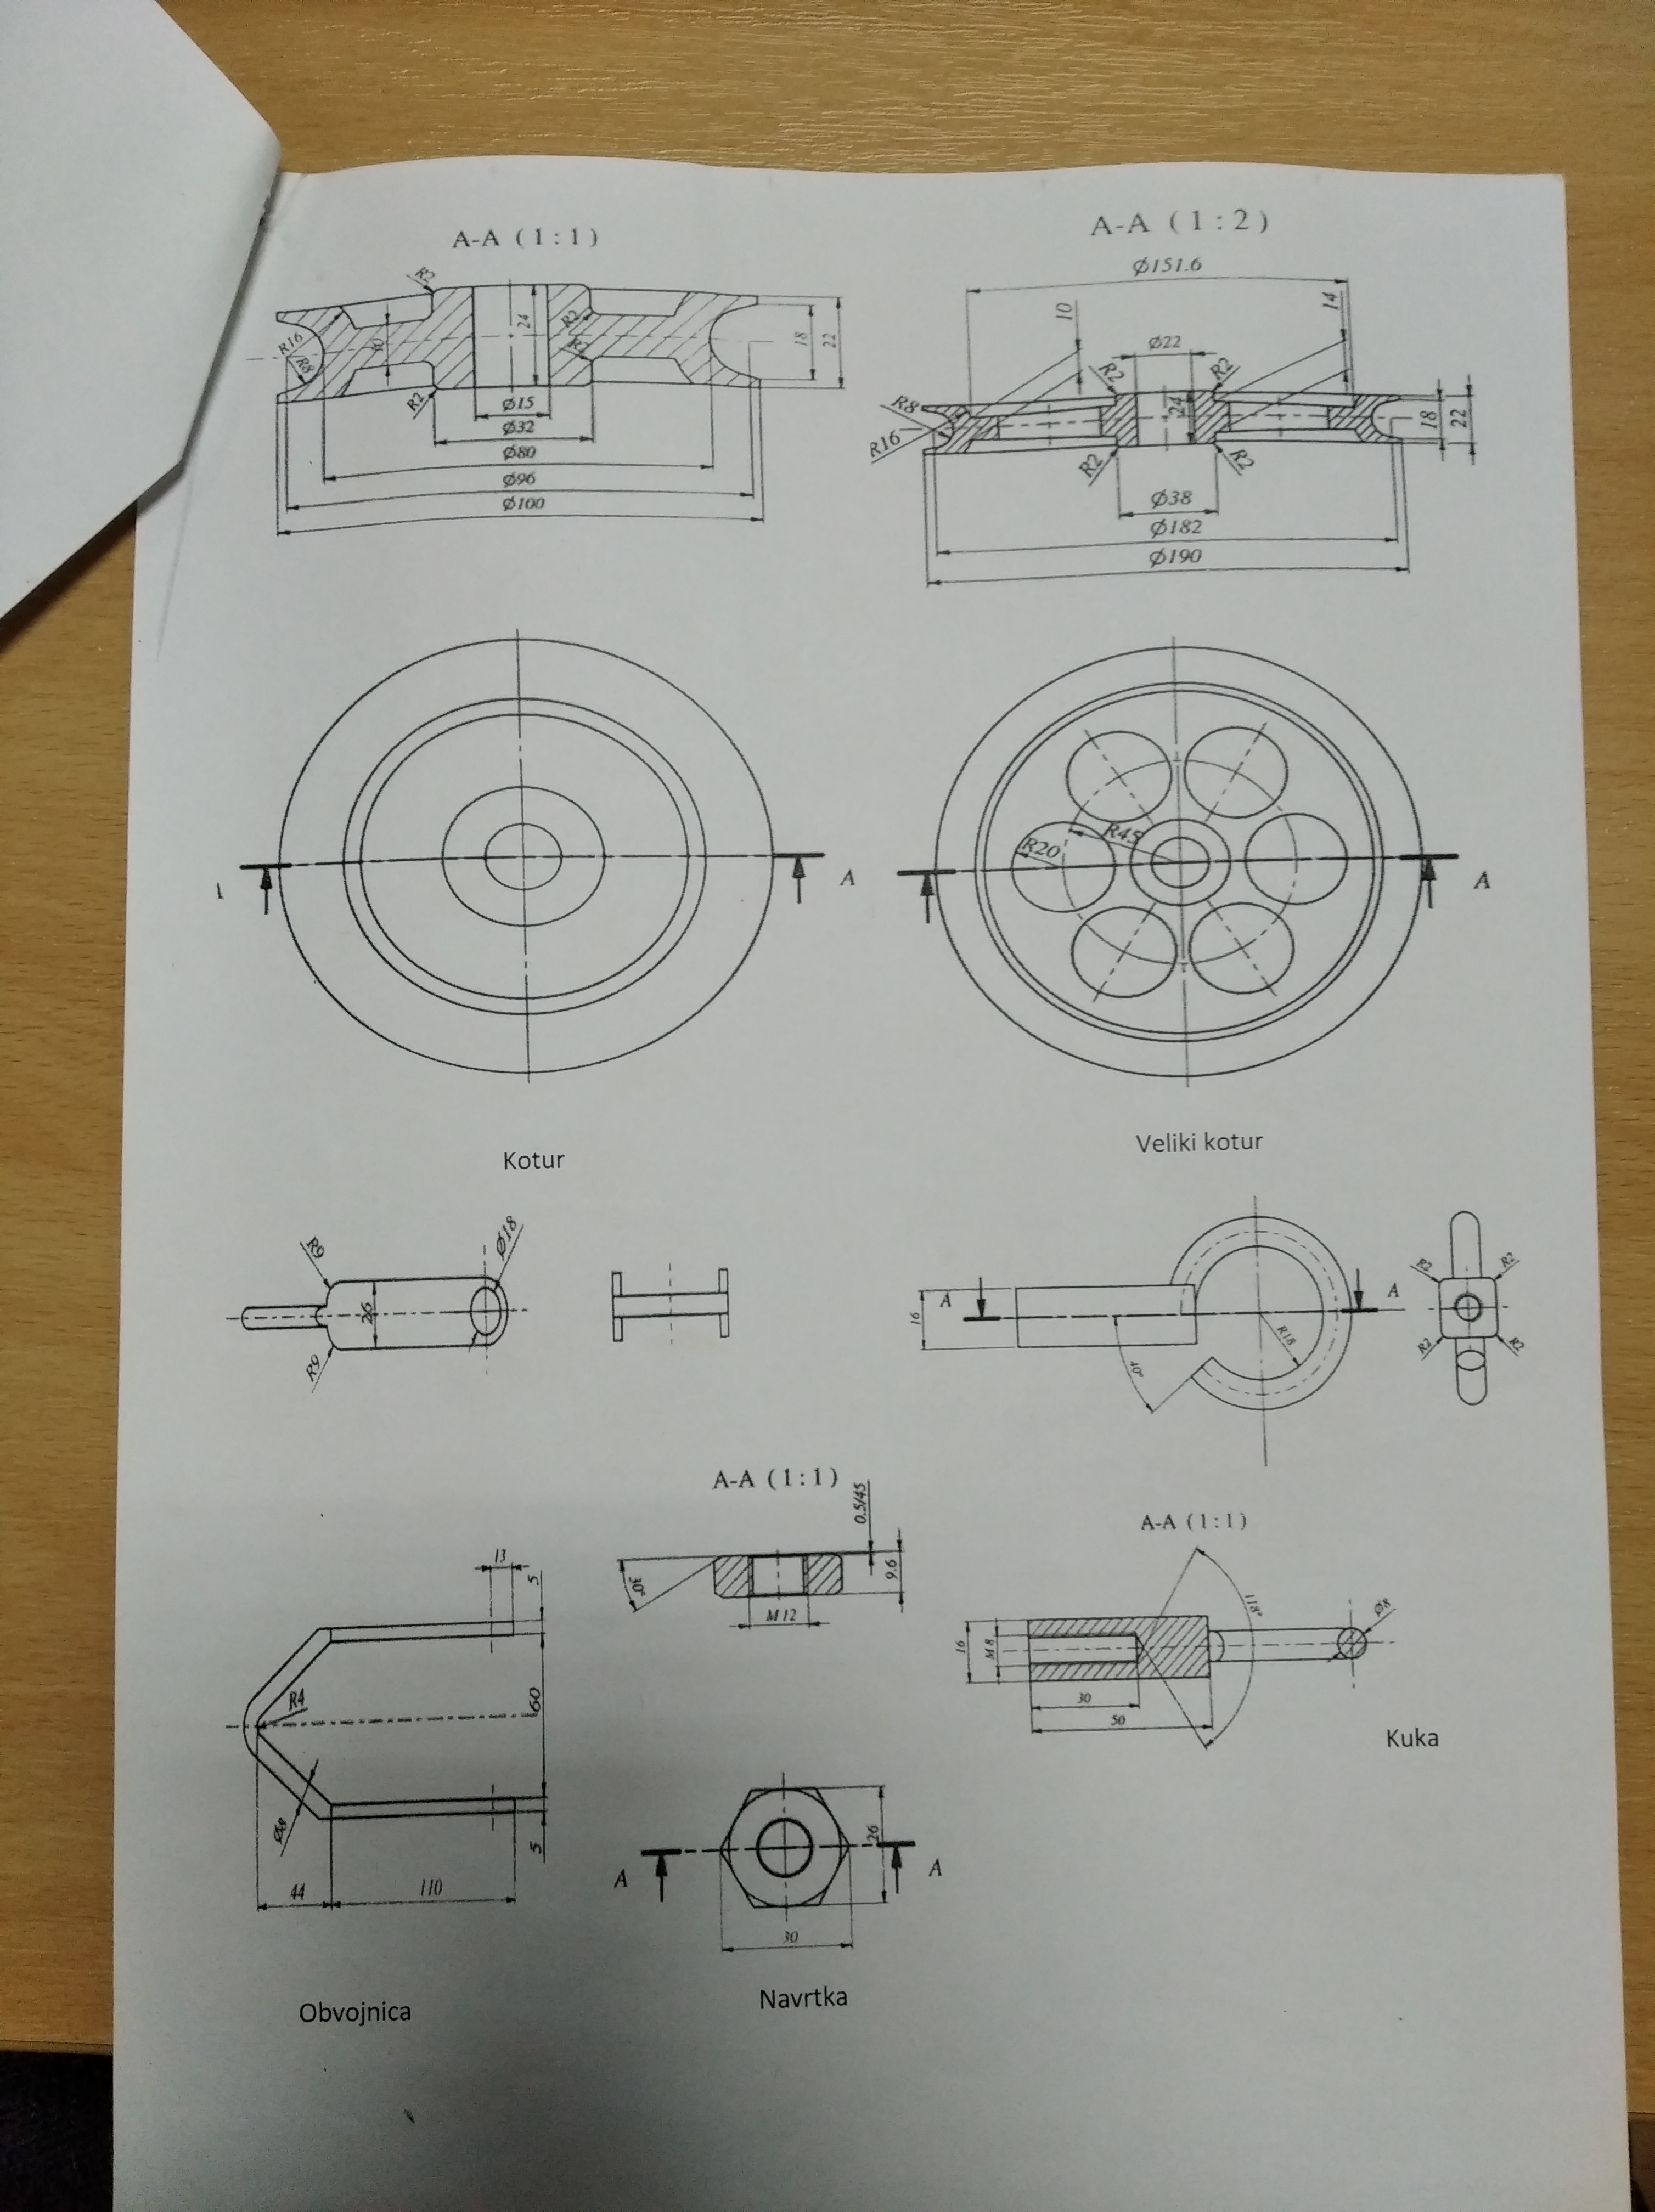 A-A (1:1)
R2
R16
R8
10
24
R2
R2
18
22
R2
Ø15
Ø32
Ø80
Ø96
Ø100
A-A (1:2)
Ø151.6
10
14
Ø22
R2
R2
R8
R16
24
18
22
R2
R2
Ø38
Ø182
Ø190
A
R45
R20
A
Kotur
Veliki kotur
R9
Ø18
26
R9
16
A
A
R18
40°
R2
R2
R2
R2
A-A (1:1)
0.5/45
30°
9.6
M12
13
5
R4
60
5
44
110
A-A (1:1)
118°
Ø8
16
M8
30
50
Kuka
A
26
A
30
Obvojnica
Navrtka